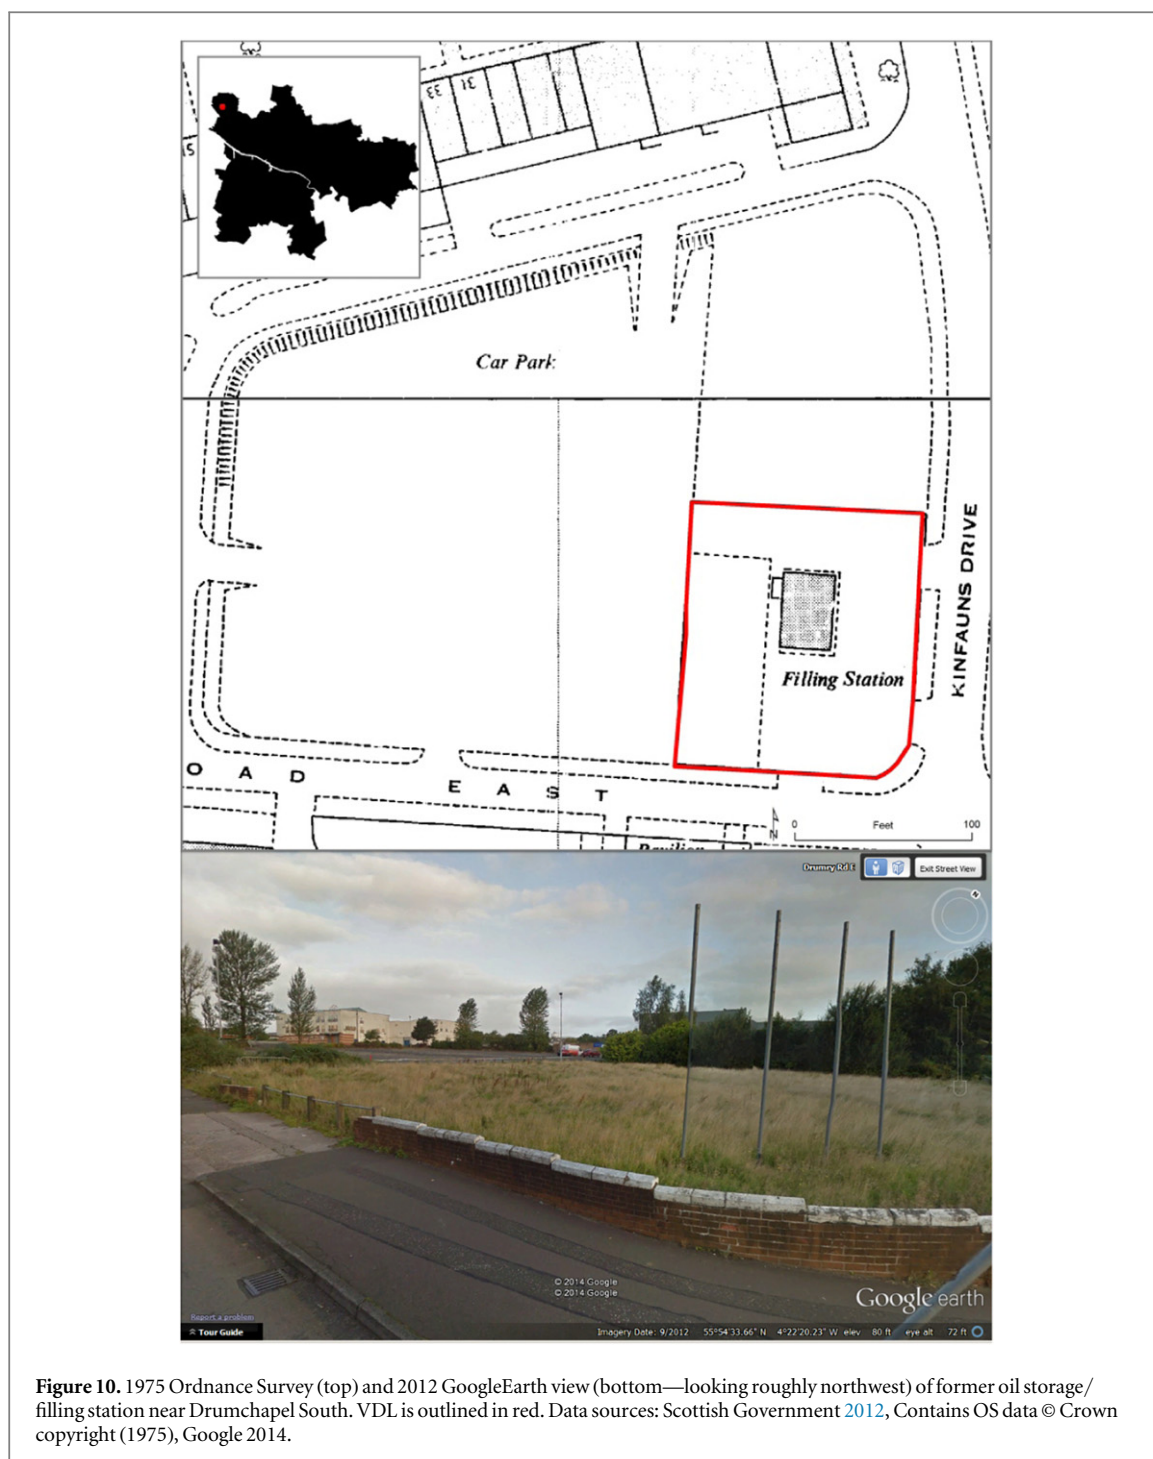 33
31
15
Car Park
KINFAUNS DRIVE
Filling Station
OAD EAST
0 Feet 100
N
Pavilion
Drumry Rd E
Exit Street View
N
© 2014 Google
© 2014 Google
Google earth
Report a problem
Tour Guide
Imagery Date: 9/2012 55°54'33.66" N 4°22'20.23" W elev 80 ft eye alt 72 ft
Figure 10. 1975 Ordnance Survey (top) and 2012 GoogleEarth view (bottom—looking roughly northwest) of former oil storage/
filling station near Drumchapel South. VDL is outlined in red. Data sources: Scottish Government 2012, Contains OS data © Crown
copyright (1975), Google 2014.